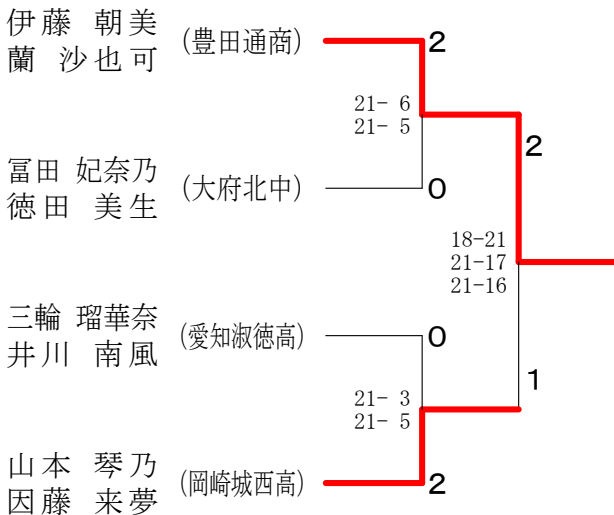 伊藤 朝美
蘭 沙也可
(豊田通商)
2
21- 6
21- 5
2
冨田 妃奈乃
徳田 美生
(大府北中)
0
18-21
21-17
21-16
三輪 瑠華奈
井川 南風
(愛知淑徳高)
0
21- 3
21- 5
1
山本 琴乃
因藤 来夢
(岡崎城西高)
2